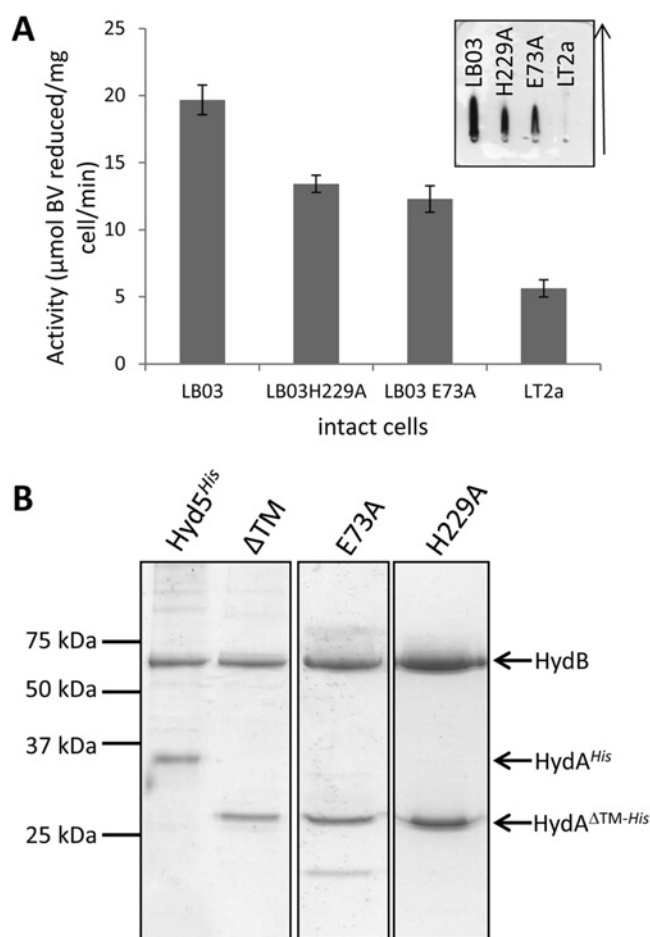 A
25
20
15
10
5
0
Activity (μmol BV reduced/mg
cell/min)
LB03
H229A
E73A
LT2a
LB03
LB03H229A
LB03 E73A
LT2a
intact cells
B
Hyd5His
ΔTM
E73A
H229A
75 kDa
50 kDa
37 kDa
25 kDa
HydB
HydAHis
HydAΔTM-His